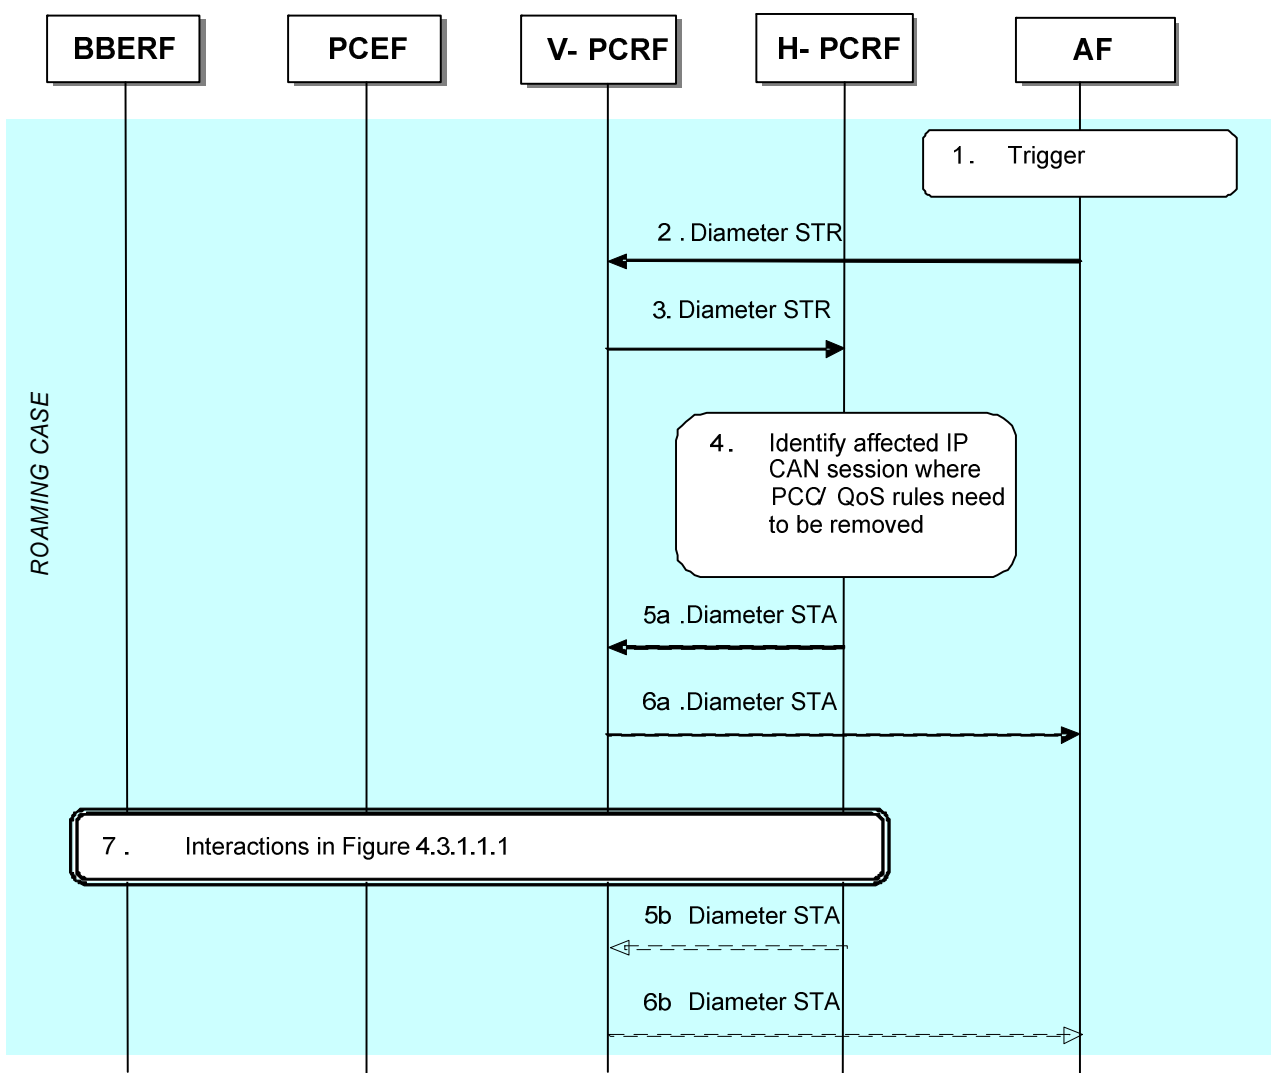 BBERF
PCEF
V- PCRF
H- PCRF
AF
1. Trigger
2 . Diameter STR
3. Diameter STR
ROAMING CASE
4. Identify affected IP
CAN session where
PCC/ QoS rules need
to be removed
5a .Diameter STA
6a .Diameter STA
7 . Interactions in Figure 4.3.1.1.1
5b Diameter STA
6b Diameter STA